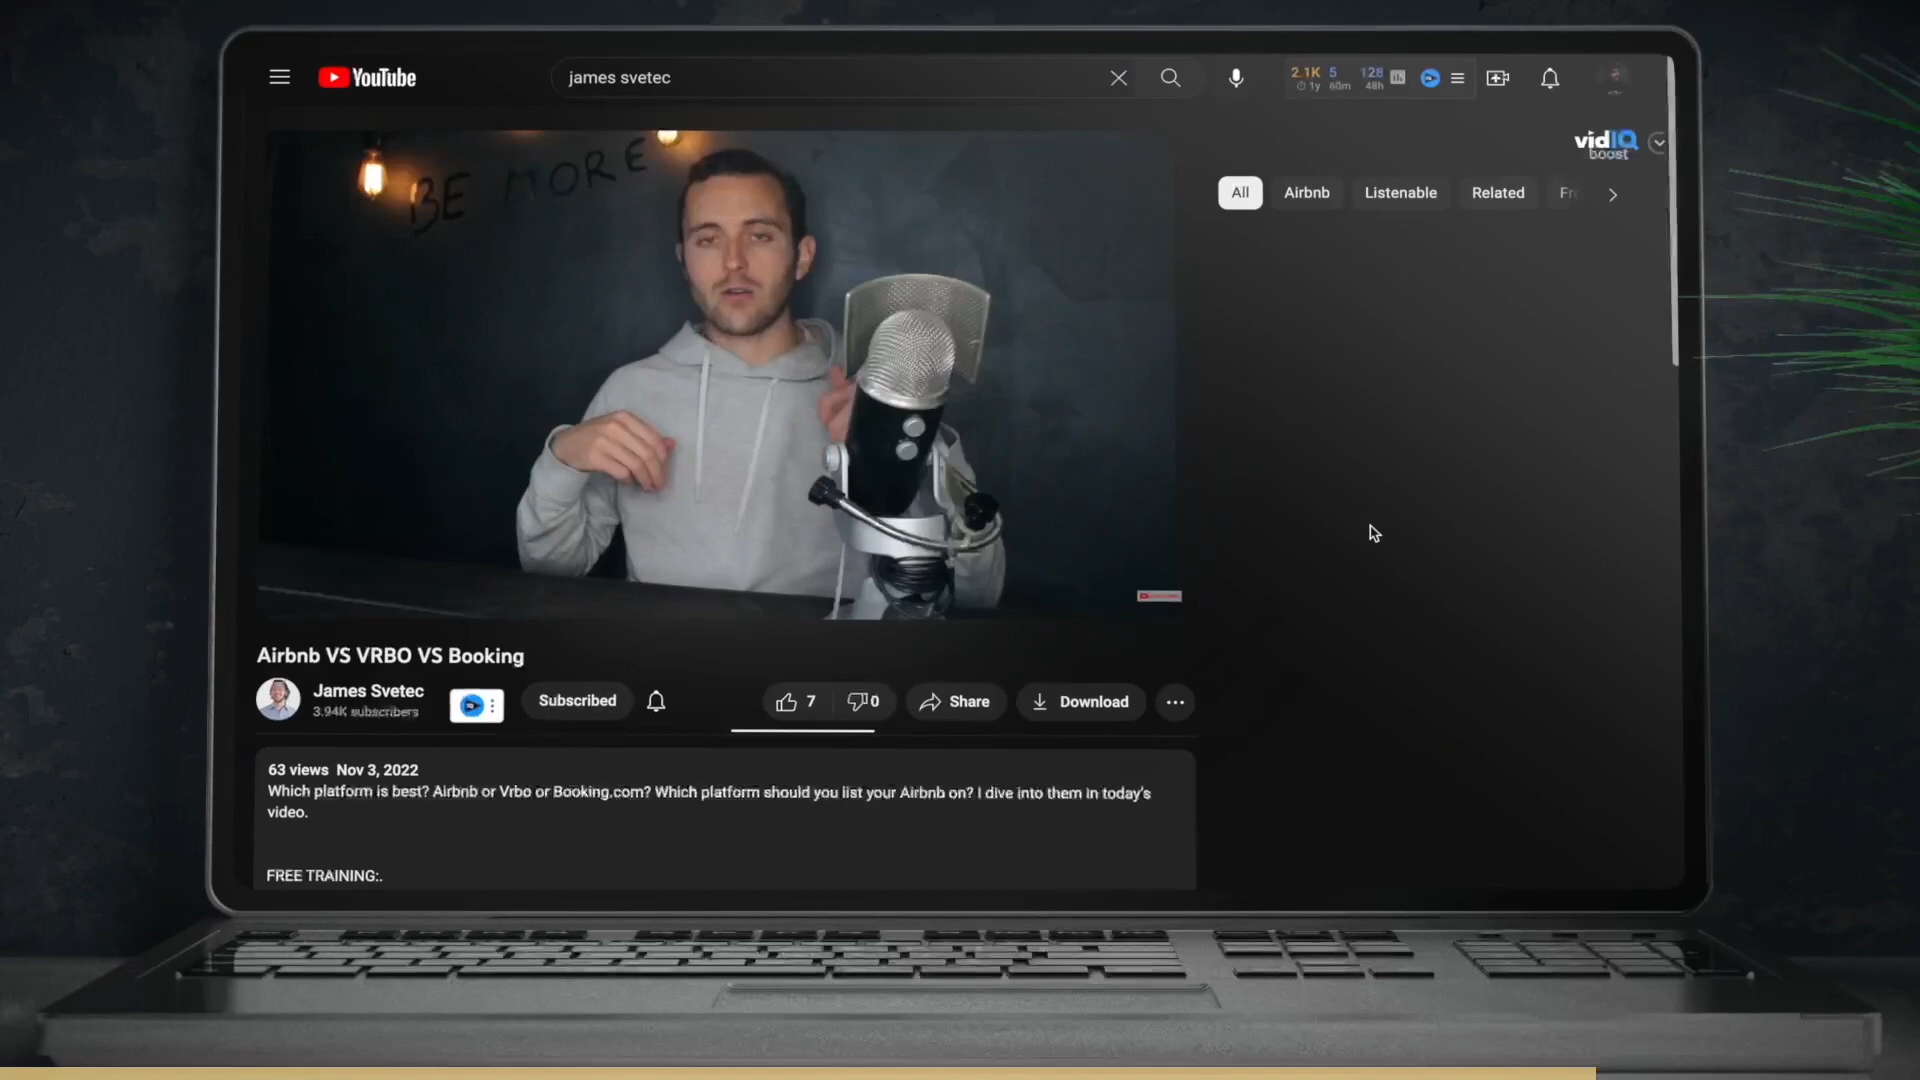 YouTube
james svetec
2.1K 5 128
1y 60m 48h
vidIQ
boost
All Airbnb Listenable Related Fr
BE MORE
Airbnb VS VRBO VS Booking
James Svetec
3.94K subscribers
Subscribed
7 0 Share Download
63 views Nov 3, 2022
Which platform is best? Airbnb or Vrbo or Booking.com? Which platform should you list your Airbnb on? I dive into them in today's
video.
FREE TRAINING:.